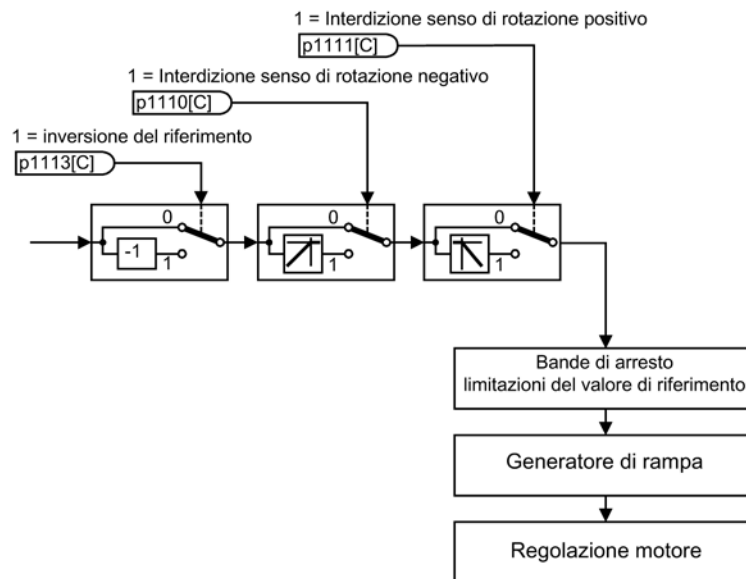 1 = Interdizione senso di rotazione positivo
p1111[C]
1 = Interdizione senso di rotazione negativo
p1110[C]
1 = inversione del riferimento
p1113[C]
0
-1
1
0
1
0
1
Bande di arresto
limitazioni del valore di riferimento
Generatore di rampa
Regolazione motore